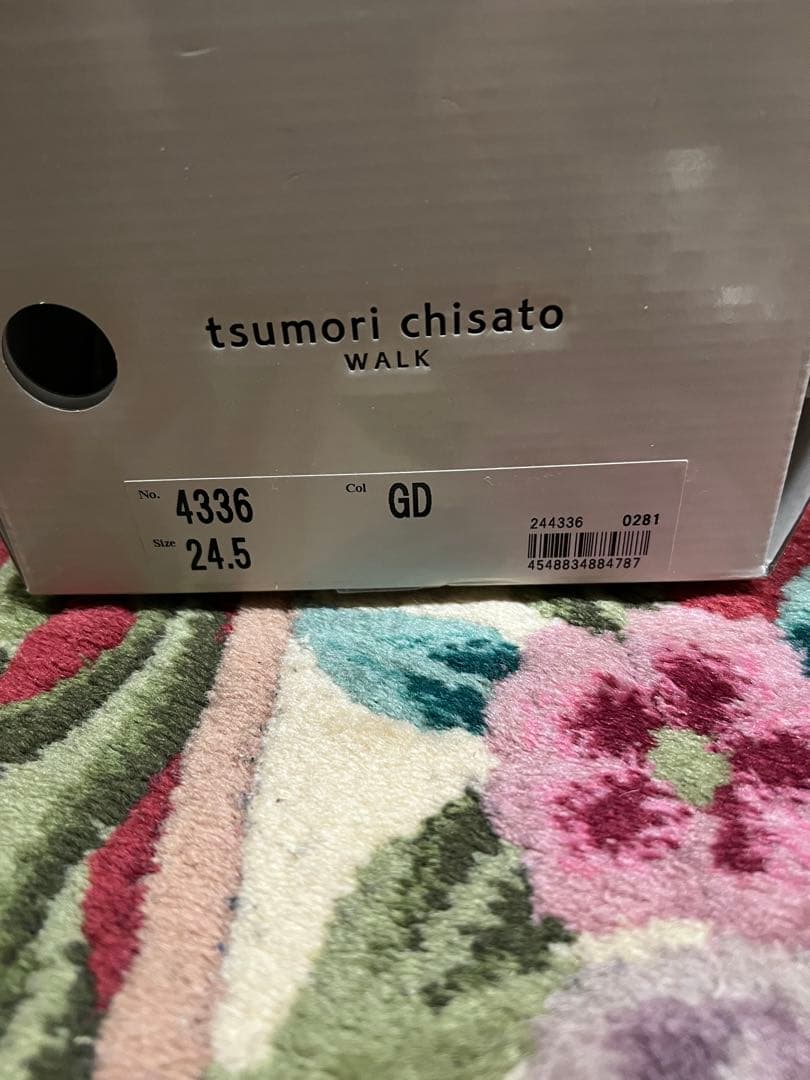 tsumori chisato
WALK
No. 4336 Col GD
Size 24.5
244336 0281
4548834884787